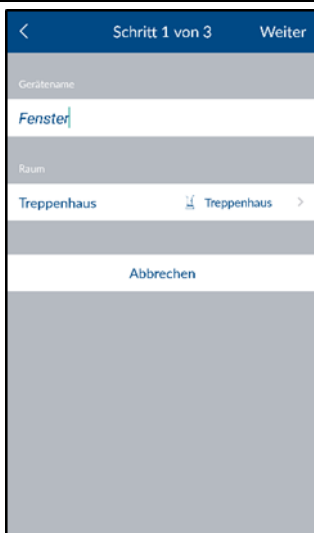 Schritt 1 von 3 Weiter
Gerätename
Fenster
Raum
Treppenhaus Treppenhaus
Abbrechen